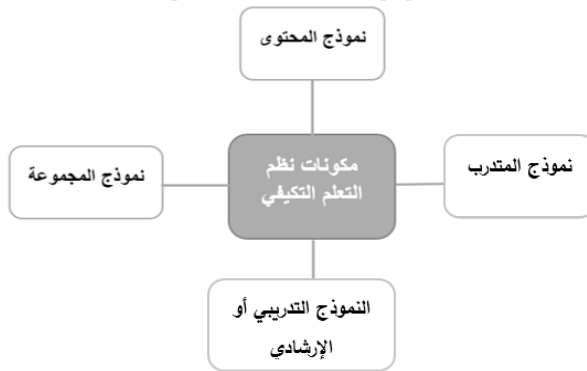 نموذج المحتوى
نموذج المتدرب
مكونات نظم
التعلم التكيفي
نموذج المجموعة
النموذج التدريبي أو
الإرشادي